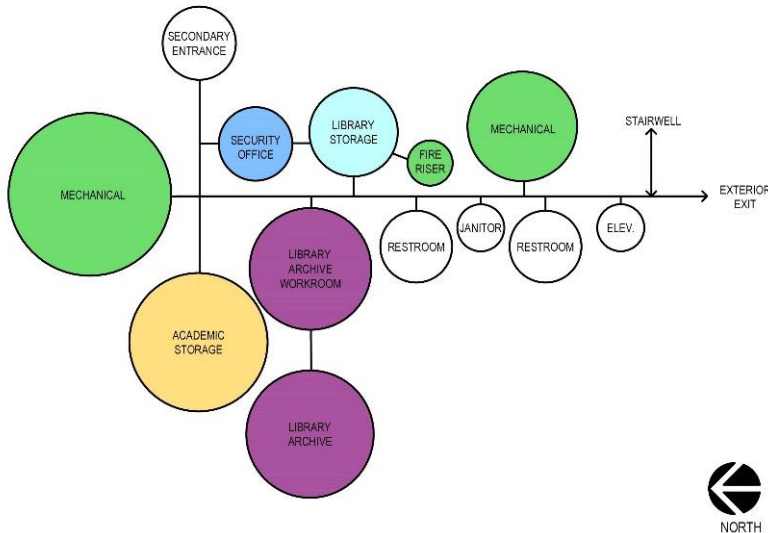 SECONDARY
ENTRANCE
SECURITY
OFFICE
LIBRARY
STORAGE
FIRE
RISER
MECHANICAL
STAIRWELL
MECHANICAL
EXTERIOR
EXIT
RESTROOM
JANITOR
RESTROOM
ELEV.
LIBRARY
ARCHIVE
WORKROOM
ACADEMIC
STORAGE
LIBRARY
ARCHIVE
NORTH